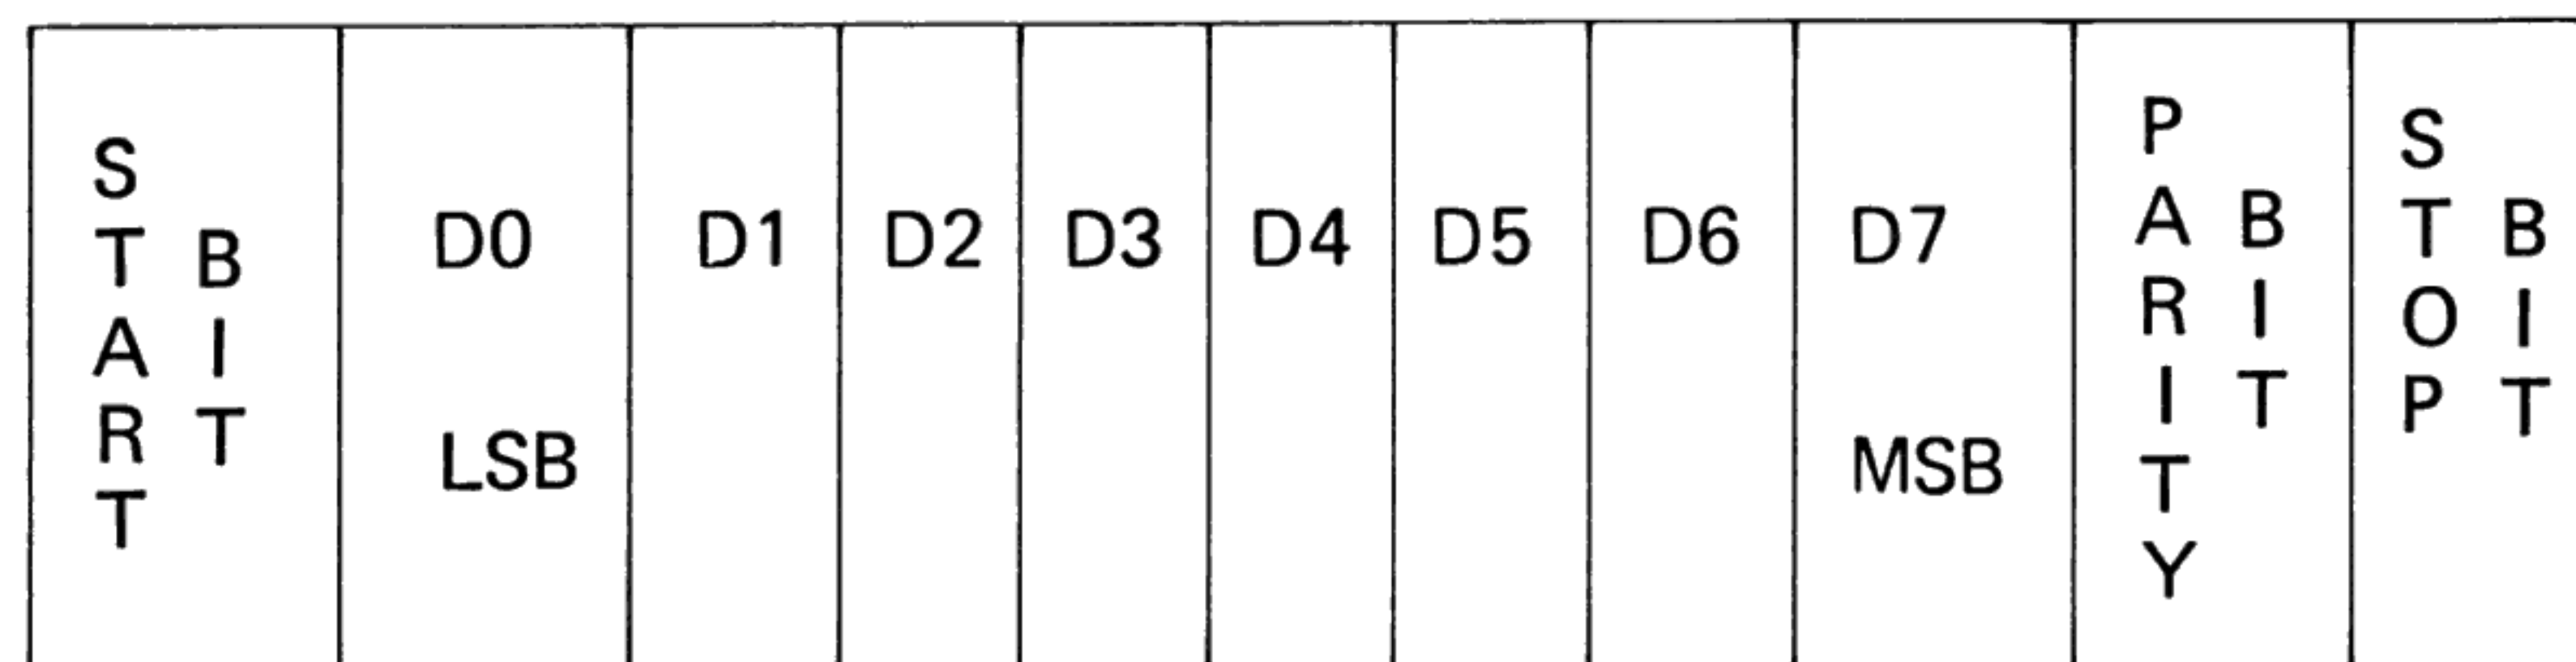 START BIT
D0
LSB
D1
D2
D3
D4
D5
D6
D7
MSB
PARITY BIT
STOP BIT